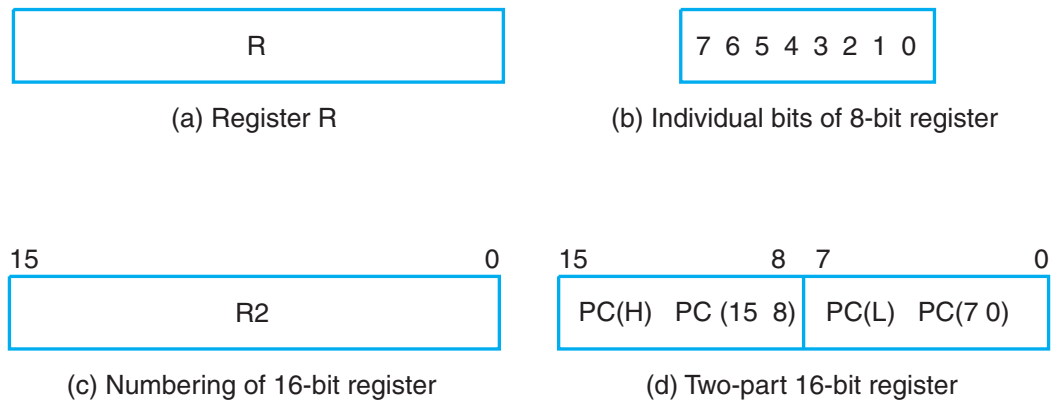 R
7 6 5 4 3 2 1 0
(a) Register R
(b) Individual bits of 8-bit register
15 0
15 8 7 0
R2
PC(H) PC (15 8) PC(L) PC(7 0)
(c) Numbering of 16-bit register
(d) Two-part 16-bit register